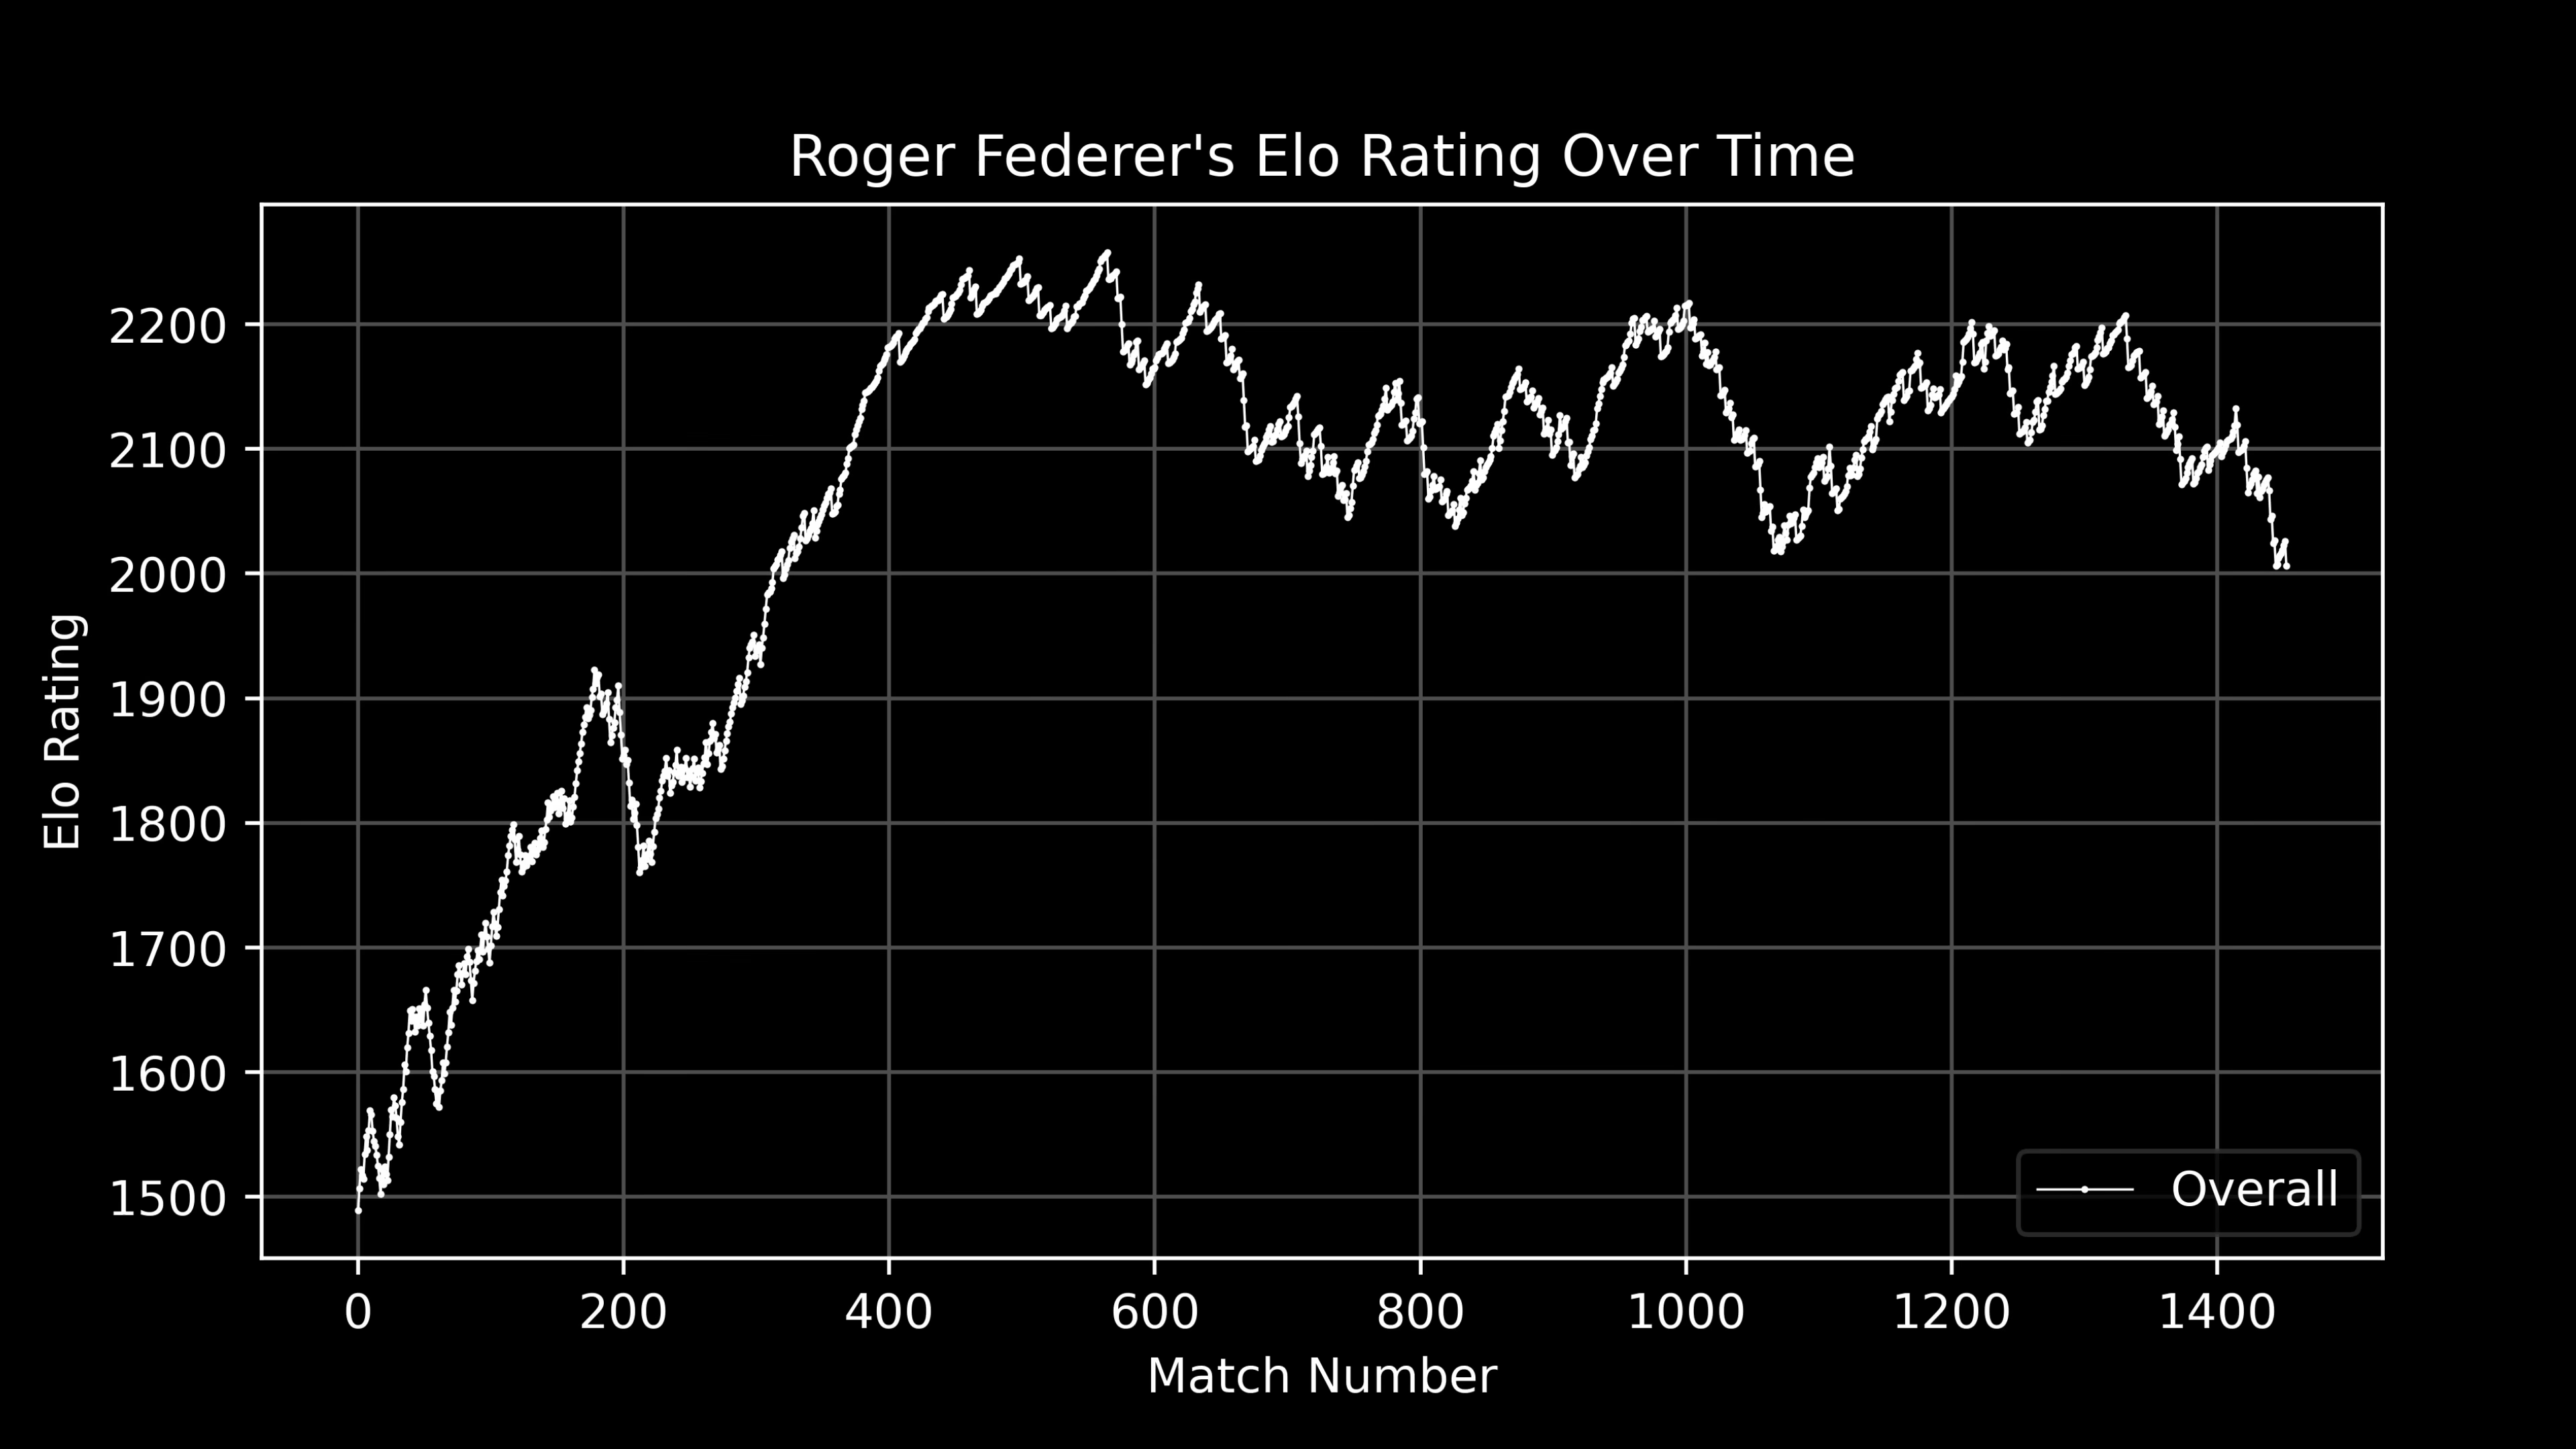 Roger Federer's Elo Rating Over Time
Elo Rating
2200
2100
2000
1900
1800
1700
1600
1500
Overall
0 200 400 600 800 1000 1200 1400
Match Number